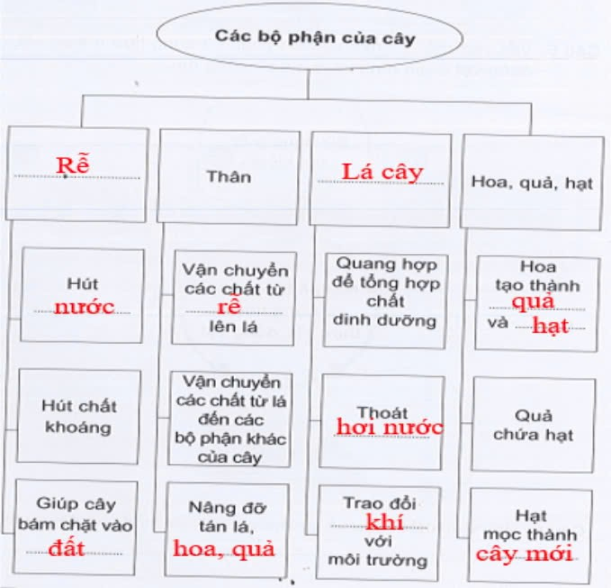 Các bộ phận của cây
Rễ
Thân
Lá cây
Hoa, quả, hạt
Hút
nước
Vận chuyển
các chất từ
rễ
lên lá
Quang hợp
để tổng hợp
chất
dinh dưỡng
Hoa
tạo thành
quả
và hạt
Hút chất
khoáng
Vận chuyển
các chất từ lá
đến các
bộ phận khác
của cây
Thoát
hơi nước
Quả
chứa hạt
Giúp cây
bám chặt vào
đất
Nâng đỡ
tán lá,
hoa, quả
Trao đổi
khí
với
môi trường
Hạt
mọc thành
cây mới